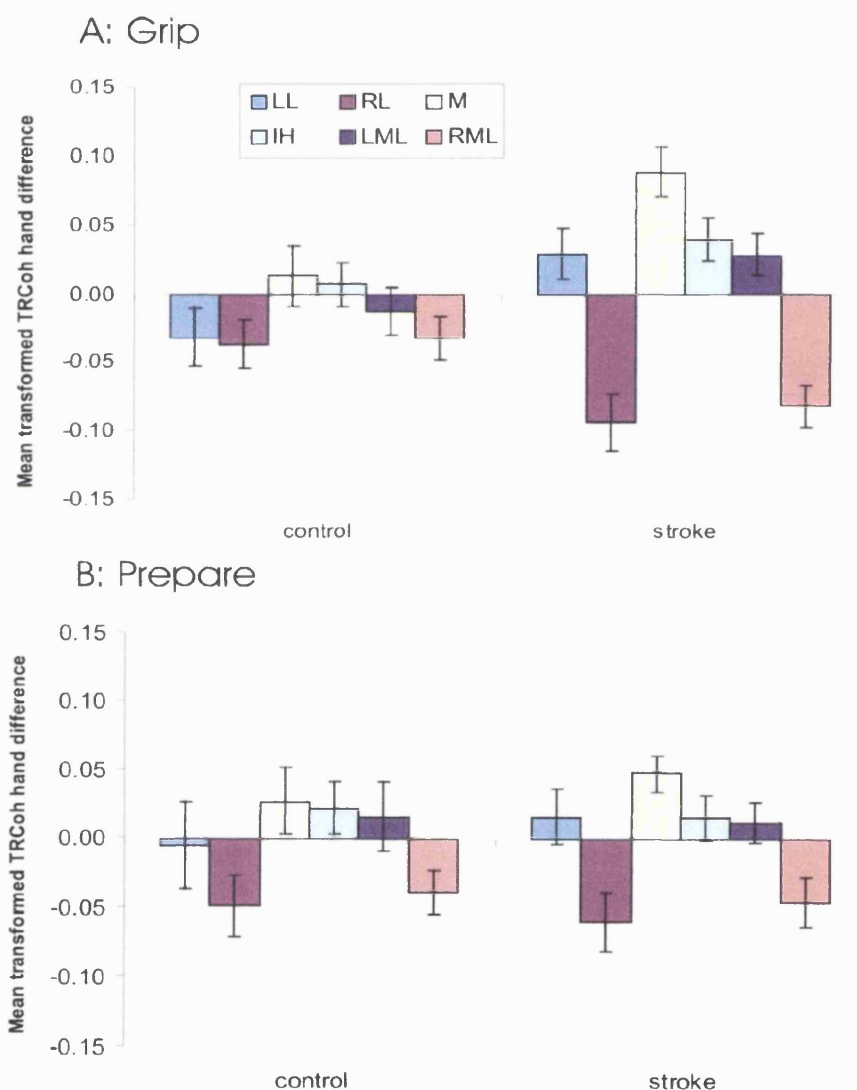 A: Grip
Mean transformed TRCoh hand difference
0.15
0.10
0.05
0.00
-0.05
-0.10
-0.15
LL RL M
IH LML RML
control stroke
B: Prepare
Mean transformed TRCoh hand difference
0.15
0.10
0.05
0.00
-0.05
-0.10
-0.15
control stroke